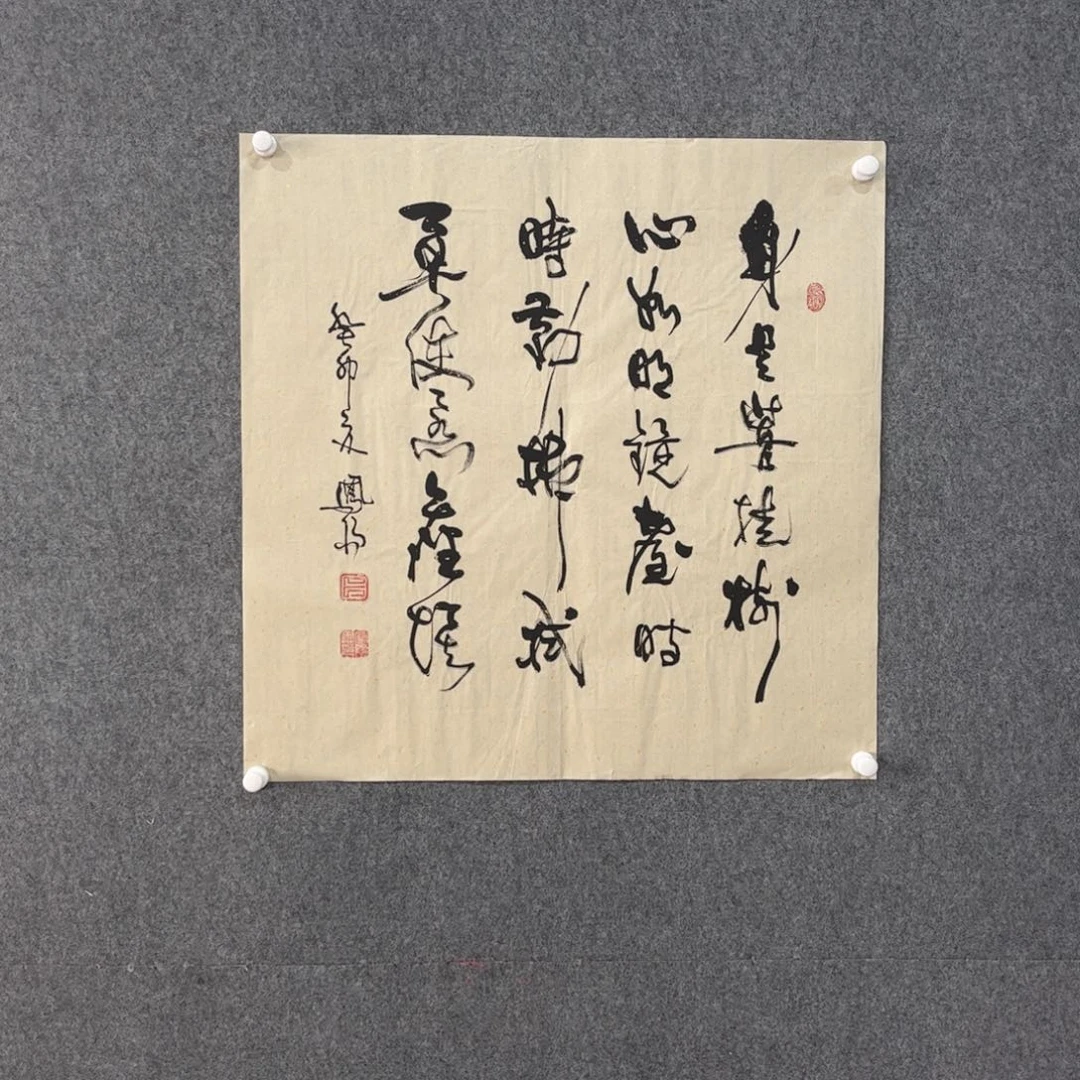 身是菩提樹
心如明鏡臺時
時勤拂拭
莫使惹塵埃
癸卯夏鳳